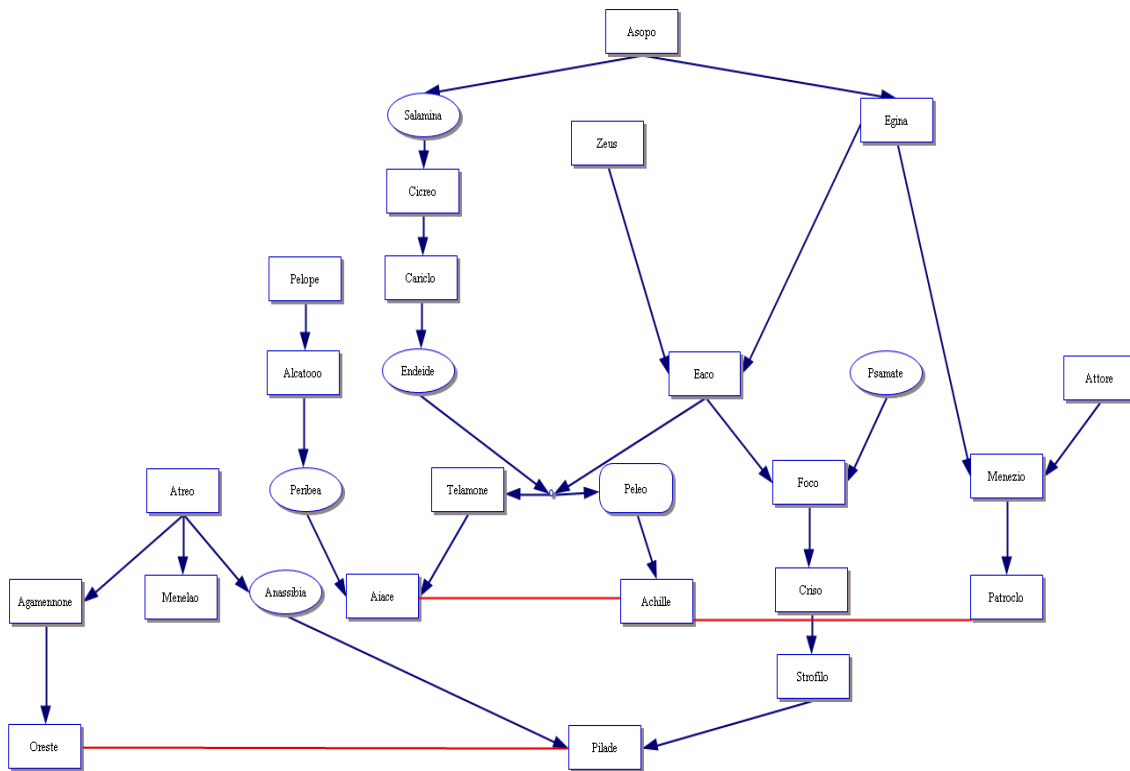 Asopo
Salamina
Egina
Zeus
Cicreo
Pelope
Cariclo
Alcatooo
Endeide
Eaco
Psamate
Attore
Atreo
Peribea
Telamone
Peleo
Foco
Menezio
Agamennone
Menelao
Anassibia
Aiace
Achille
Criso
Patroclo
Strofilo
Oreste
Pilade